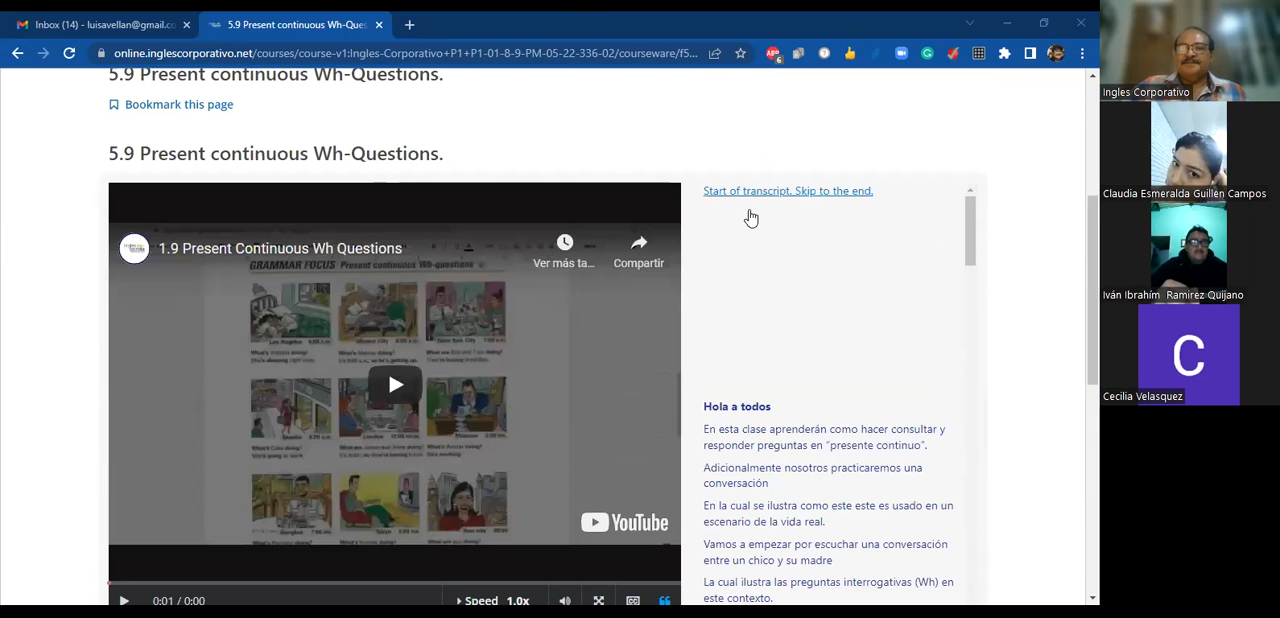 Inbox (14) - luisavellan@gmail.cc
5.9 Present continuous Wh-Ques
online.inglescorporativo.net/courses/course-v1:Ingles-Corporativo+P1+P1-01-8-9-PM-05-22-336-02/courseware/f5...
6
5.9 Present continuous Wh-Questions.
Bookmark this page
5.9 Present continuous Wh-Questions.
1.9 Present Continuous Wh Questions
Ver más ta...
Compartir
GRAMMAR FOCUS Present continuous Wh-questions
YouTube
0:01 / 0:00
Speed 1.0x
Start of transcript. Skip to the end.
Hola a todos
En esta clase aprenderán como hacer consultar y
responder preguntas en "presente continuo".
Adicionalmente nosotros practicaremos una
conversación
En la cual se ilustra como este este es usado en un
escenario de la vida real.
Vamos a empezar por escuchar una conversación
entre un chico y su madre
La cual ilustra las preguntas interrogativas (Wh) en
este contexto.
Ingles Corporativo
Claudia Esmeralda Guillen Campos
Iván Ibrahím Ramirez Quijano
C
Cecilia Velasquez